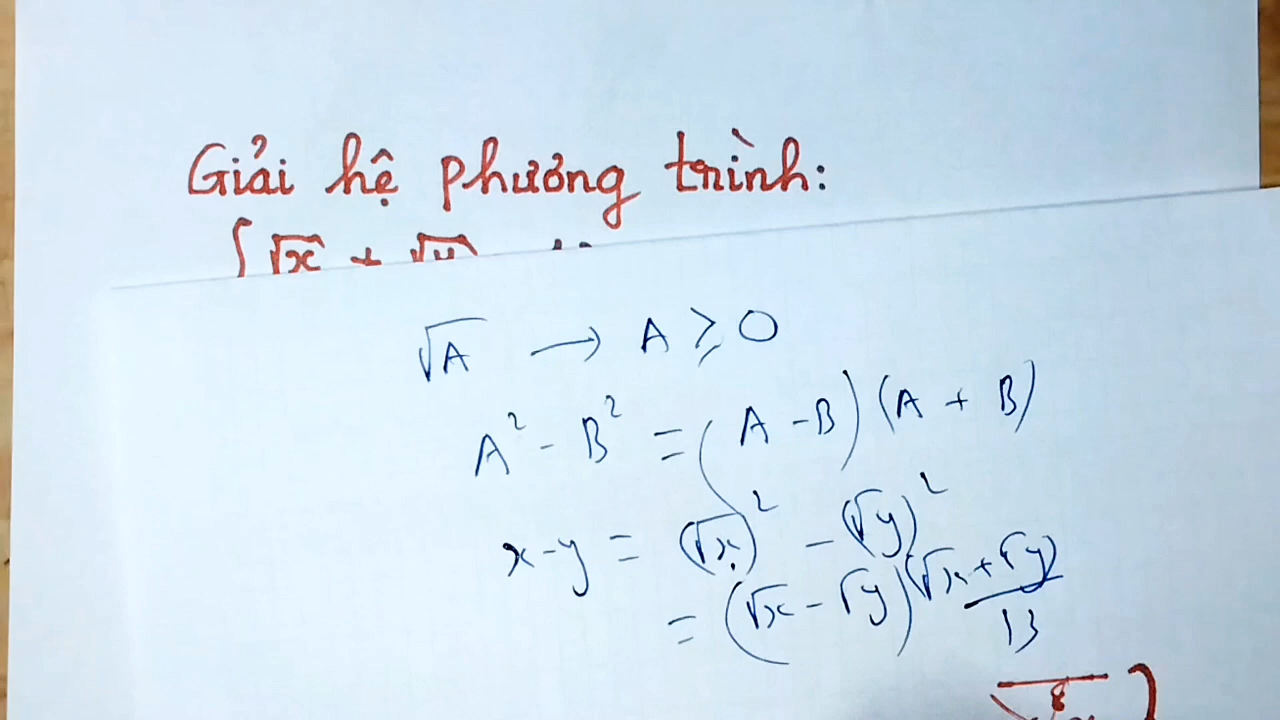 Giải hệ phương trình:
√x + √y
√A → A ≥ 0
A² - B² = (A - B)(A + B)
x - y = (√x)² - (√y)²
= (√x - √y)(√x + √y)
13